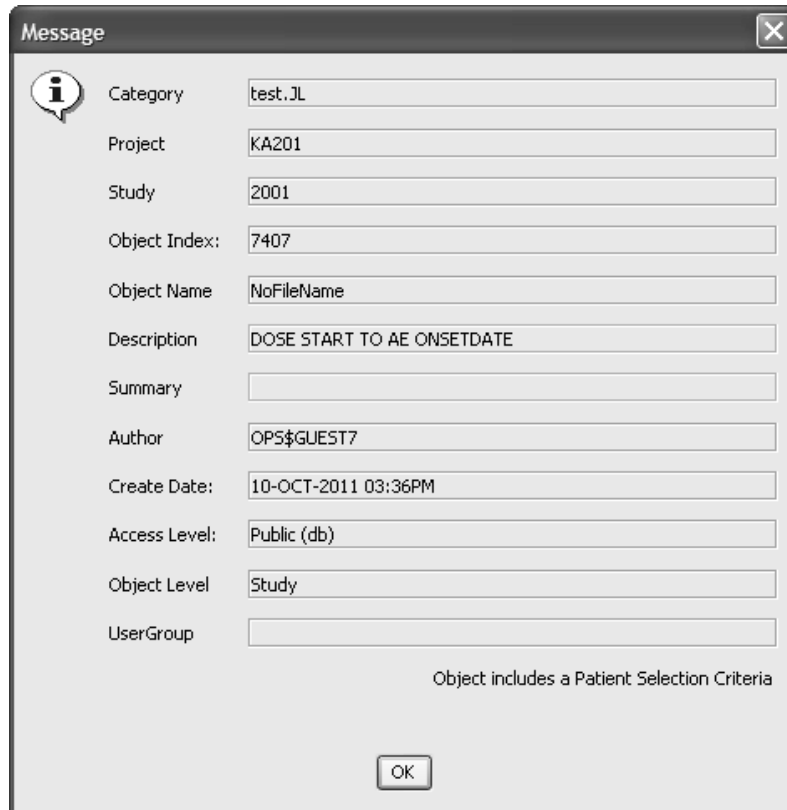 Message
Category test.JL
Project KA201
Study 2001
Object Index: 7407
Object Name NoFileName
Description DOSE START TO AE ONSETDATE
Summary
Author OPS$GUEST7
Create Date: 10-OCT-2011 03:36PM
Access Level: Public (db)
Object Level Study
UserGroup
Object includes a Patient Selection Criteria
OK